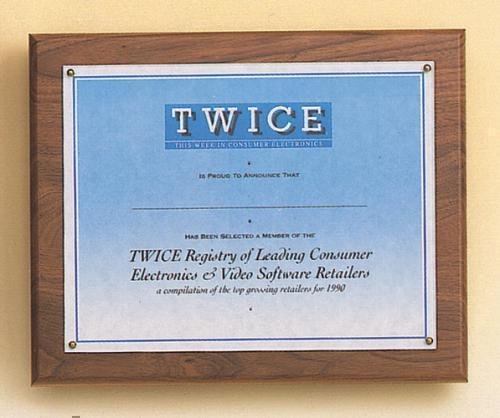 TWICE
THIS WEEK IN CONSUMER ELECTRONICS
IS PROUD TO ANNOUNCE THAT
HAS BEEN SELECTED A MEMBER OF THE
TWICE Registry of Leading Consumer
Electronics & Video Software Retailers
a compilation of the top growing retailers for 1990